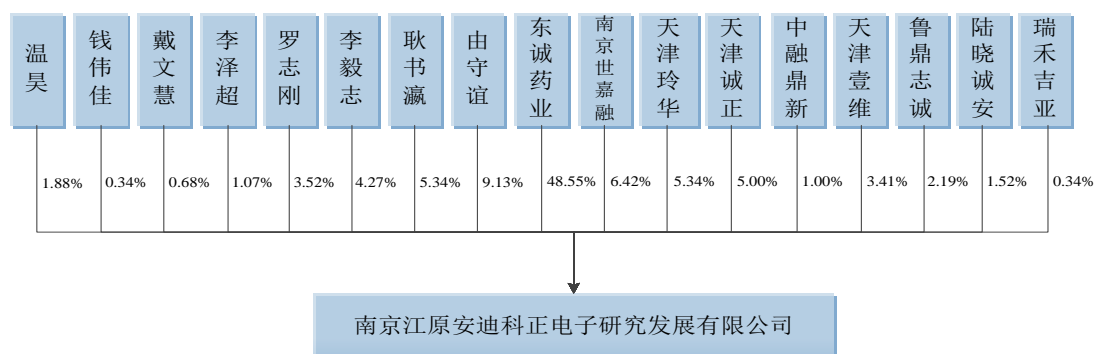 温昊
钱伟佳
戴文慧
李泽超
罗志刚
李毅志
耿书瀛
由守谊
东诚药业
南京世嘉融
天津玲华
天津诚正
中融鼎新
天津壹维
鲁鼎志诚
陆晓诚安
瑞禾吉亚
1.88%
0.34%
0.68%
1.07%
3.52%
4.27%
5.34%
9.13%
48.55%
6.42%
5.34%
5.00%
1.00%
3.41%
2.19%
1.52%
0.34%
南京江原安迪科正电子研究发展有限公司